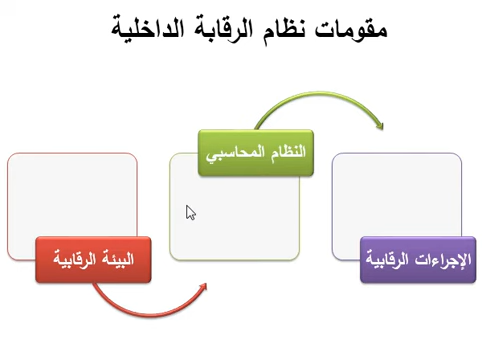 مقومات نظام الرقابة الداخلية
النظام المحاسبي
البيئة الرقابية
الإجراءات الرقابية